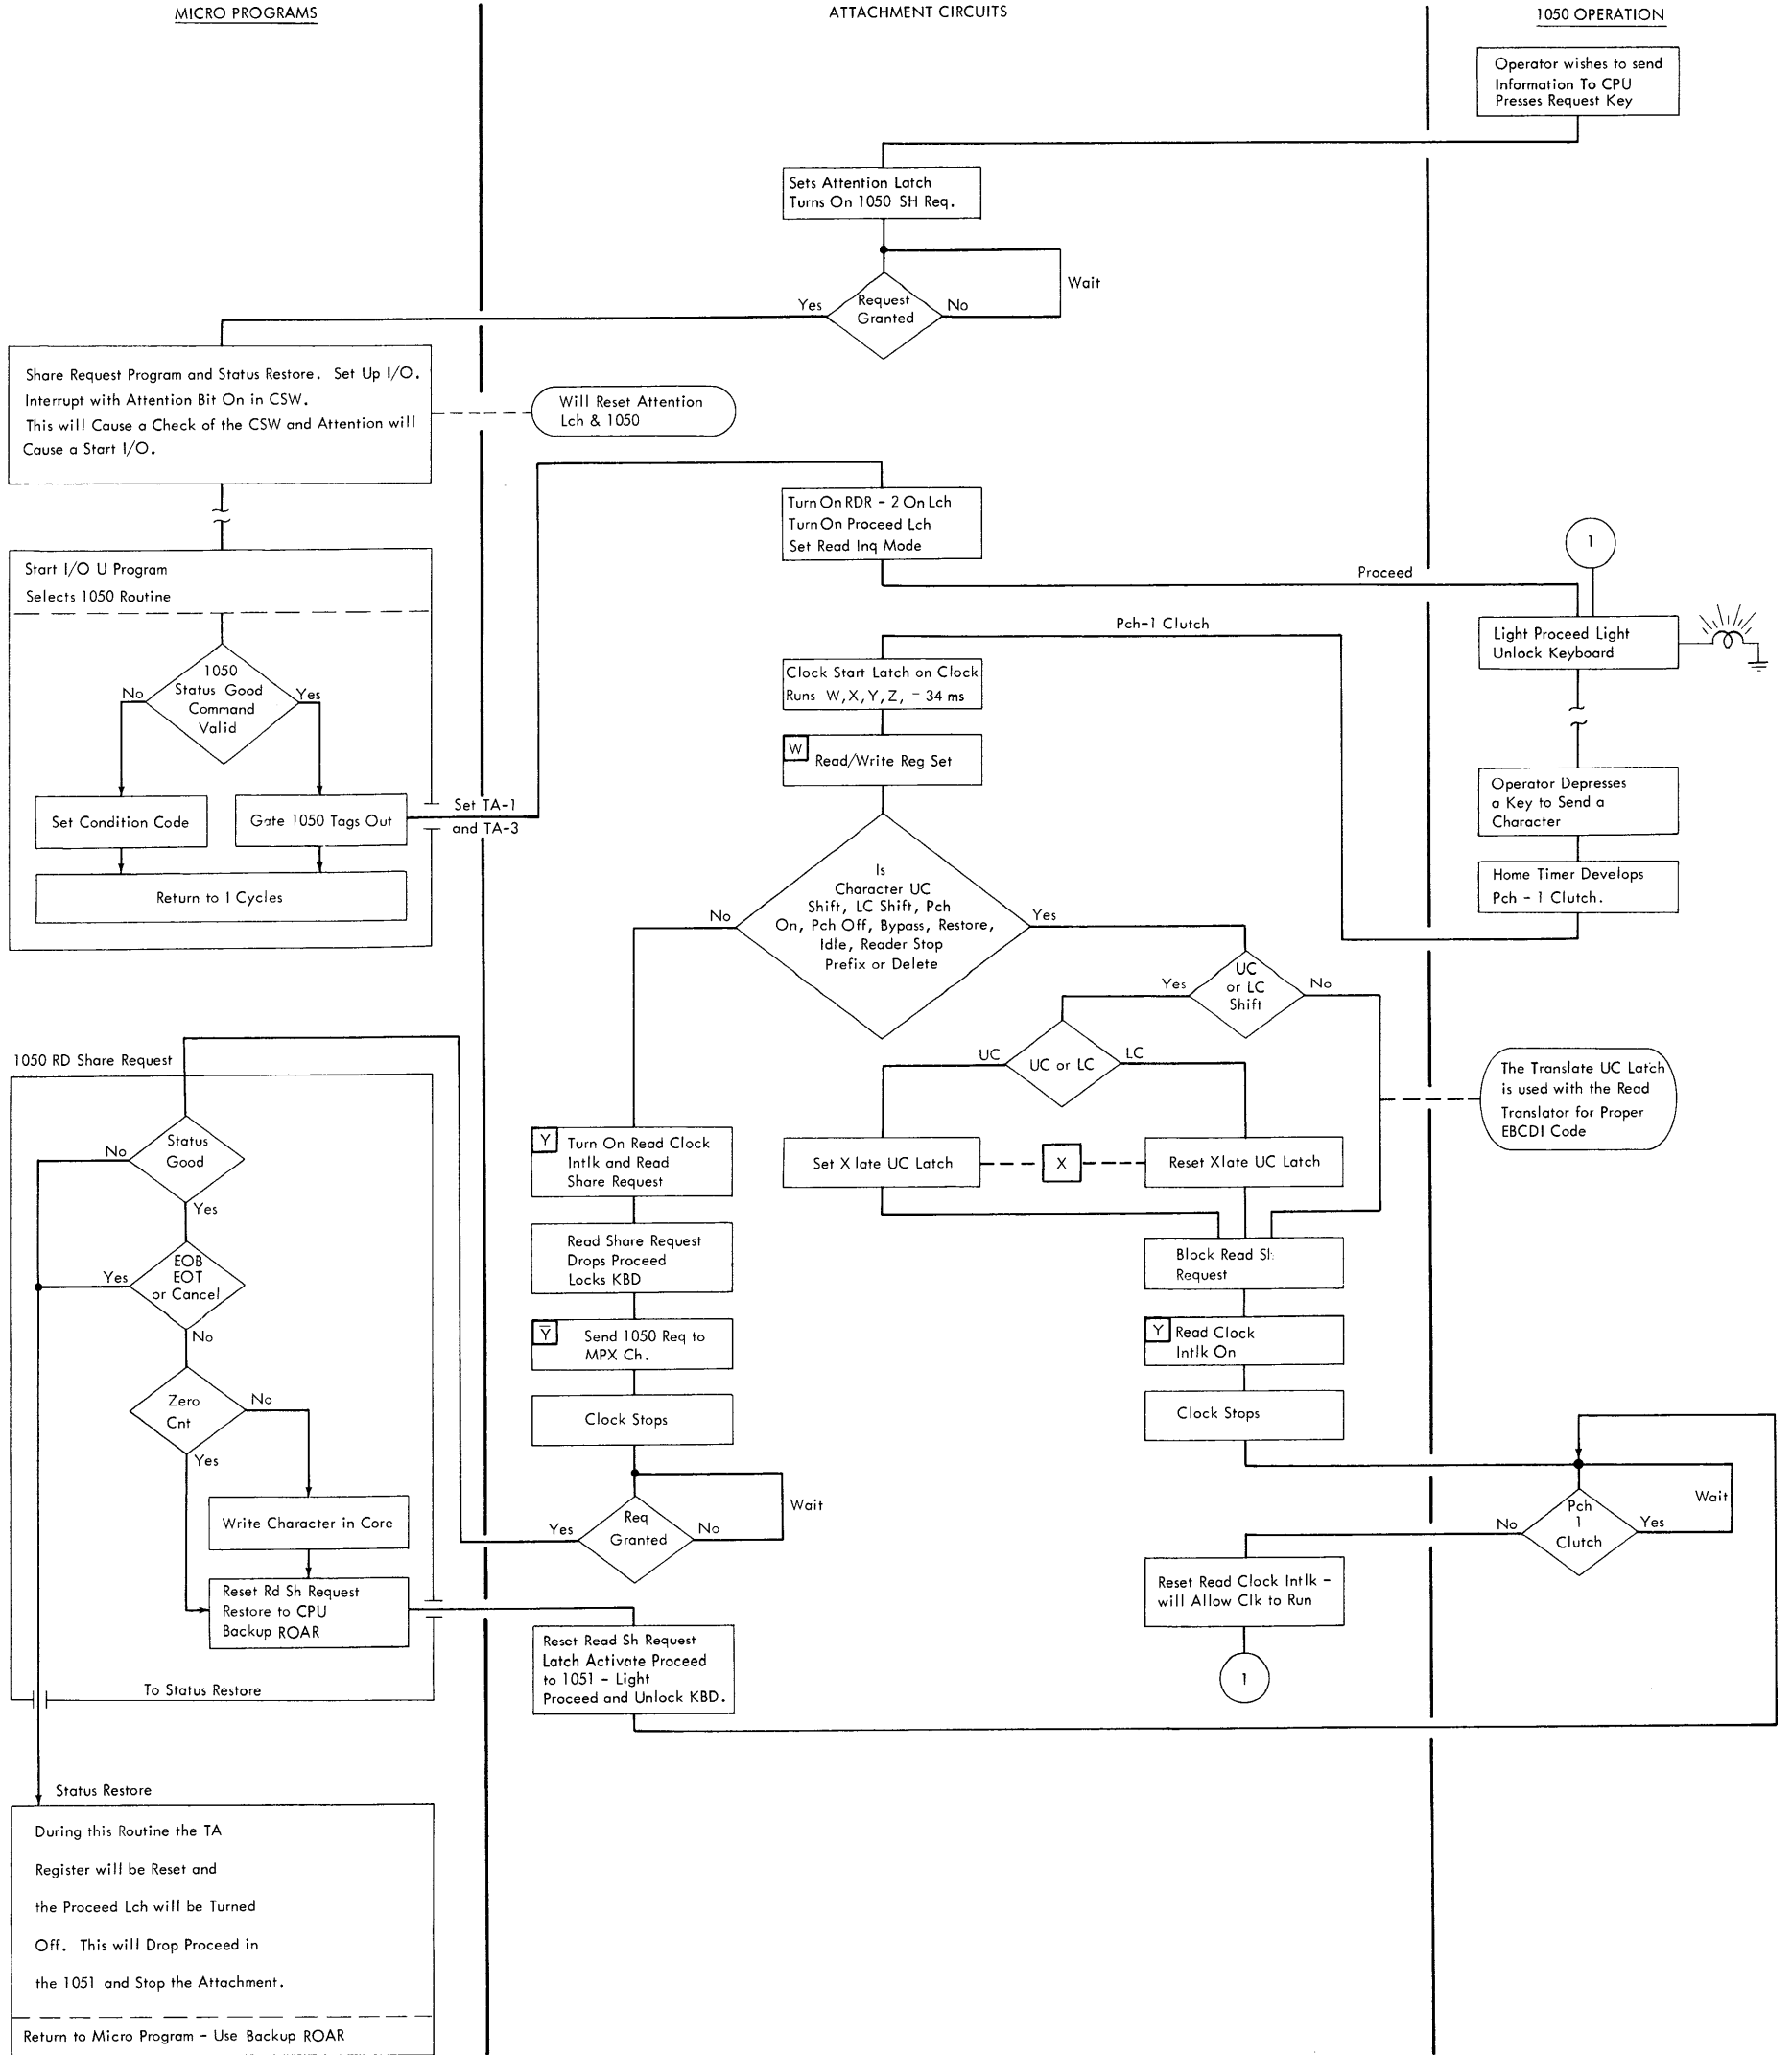 MICRO PROGRAMS
ATTACHMENT CIRCUITS
1050 OPERATION
Operator wishes to send
Information To CPU
Presses Request Key
Sets Attention Latch
Turns On 1050 SH Req.
Wait
Request
Granted
Yes
No
Share Request Program and Status Restore. Set Up I/O.
Interrupt with Attention Bit On in CSW.
This will Cause a Check of the CSW and Attention will
Cause a Start I/O.
Will Reset Attention
Lch & 1050
Turn On RDR - 2 On Lch
Turn On Proceed Lch
Set Read Inq Mode
Proceed
1
Start I/O U Program
Selects 1050 Routine
1050
Status Good
Command
Valid
No
Yes
Set Condition Code
Gate 1050 Tags Out
Return to I Cycles
Set TA-1
and TA-3
Pch-1 Clutch
Light Proceed Light
Unlock Keyboard
Clock Start Latch on Clock
Runs W,X,Y,Z, = 34 ms
W
Read/Write Reg Set
Operator Depresses
a Key to Send a
Character
Home Timer Develops
Pch - 1 Clutch.
Is
Character UC
Shift, LC Shift, Pch
On, Pch Off, Bypass, Restore,
Idle, Reader Stop
Prefix or Delete
No
Yes
UC
or LC
Shift
Yes
No
UC or LC
UC
LC
The Translate UC Latch
is used with the Read
Translator for Proper
EBCDI Code
Set X late UC Latch
X
Reset Xlate UC Latch
Block Read
Request
Y
Read Clock
Intlk On
Clock Stops
1050 RD Share Request
Status
Good
No
Yes
EOB
EOT
or Cancel
Yes
No
Zero
Cnt
No
Yes
Write Character in Core
Reset Rd Sh Request
Restore to CPU
Backup ROAR
To Status Restore
Y
Turn On Read Clock
Intlk and Read
Share Request
Read Share Request
Drops Proceed
Locks KBD
Y̅
Send 1050 Req to
MPX Ch.
Clock Stops
Wait
Req
Granted
Yes
No
Reset Read Sh Request
Latch Activate Proceed
to 1051 - Light
Proceed and Unlock KBD.
Pch
1
Clutch
No
Yes
Wait
Reset Read Clock Intlk -
will Allow Clk to Run
1
Status Restore
During this Routine the TA
Register will be Reset and
the Proceed Lch will be Turned
Off. This will Drop Proceed in
the 1051 and Stop the Attachment.
Return to Micro Program - Use Backup ROAR